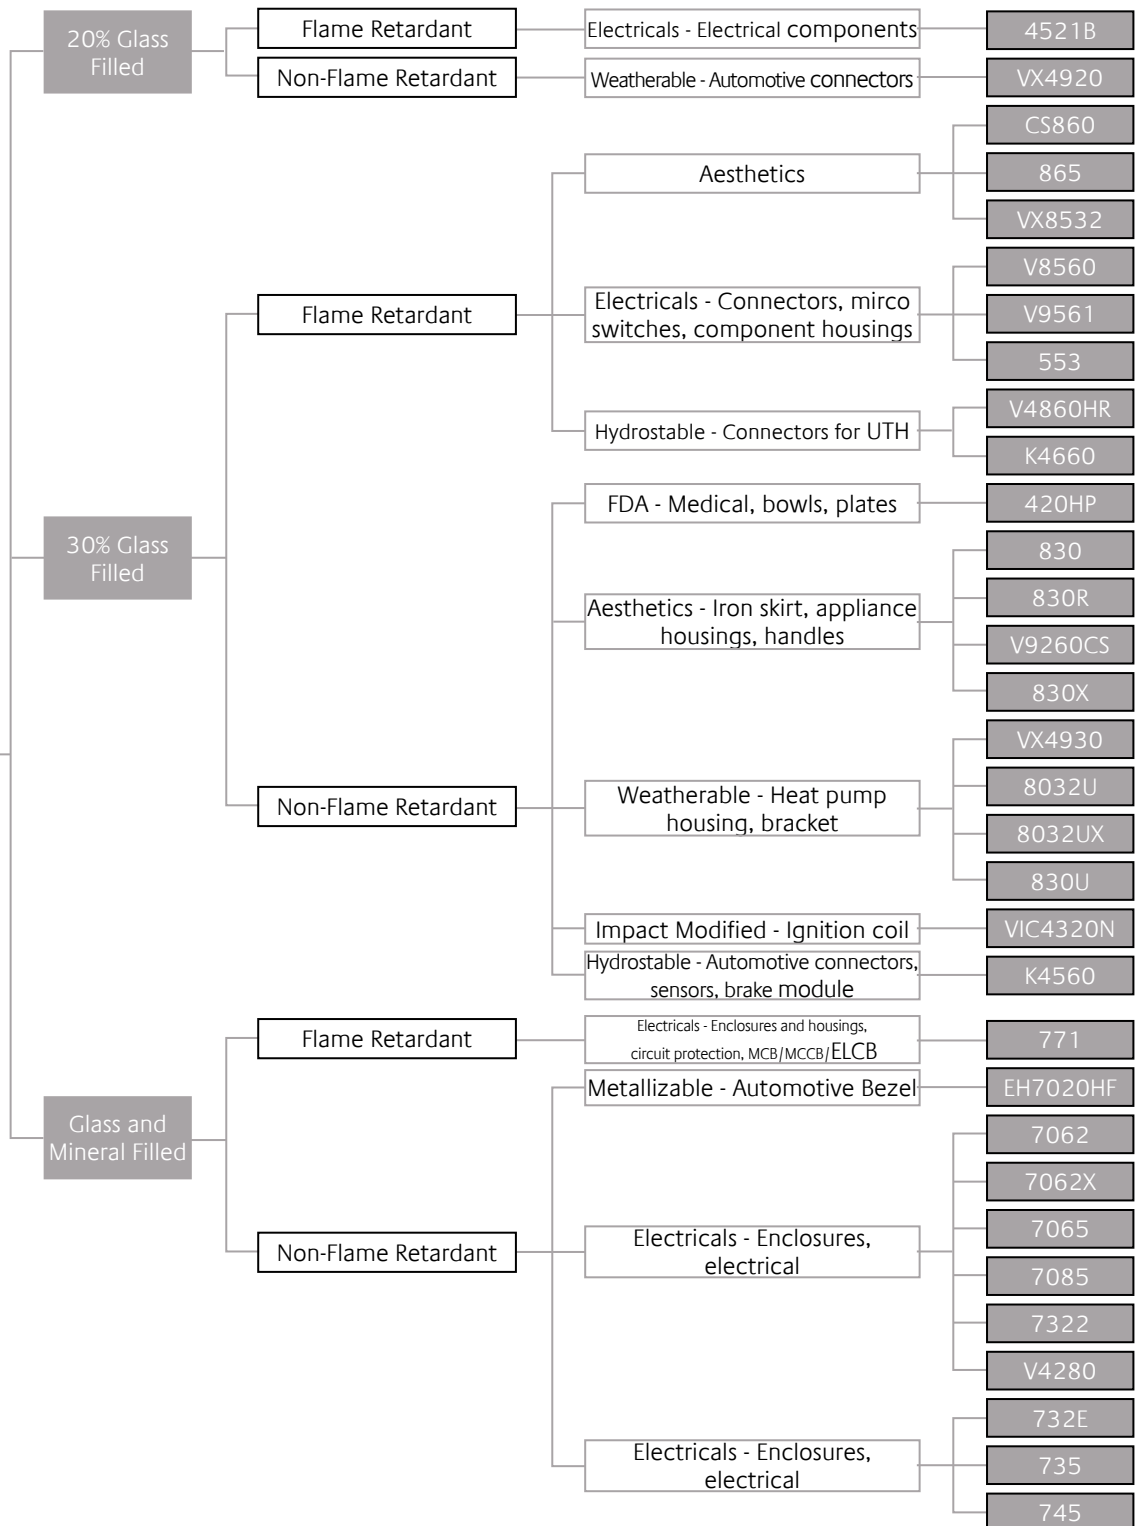 20% Glass
Filled
Flame Retardant
Electricals - Electrical components
4521B
Non-Flame Retardant
Weatherable - Automotive connectors
VX4920
30% Glass
Filled
Flame Retardant
Aesthetics
CS860
865
VX8532
Electricals - Connectors, mirco
switches, component housings
V8560
V9561
553
Hydrostable - Connectors for UTH
V4860HR
K4660
Non-Flame Retardant
FDA - Medical, bowls, plates
420HP
Aesthetics - Iron skirt, appliance
housings, handles
830
830R
V9260CS
830X
Weatherable - Heat pump
housing, bracket
VX4930
8032U
8032UX
830U
Impact Modified - Ignition coil
VIC4320N
Hydrostable - Automotive connectors,
sensors, brake module
K4560
Glass and
Mineral Filled
Flame Retardant
Electricals - Enclosures and housings,
circuit protection, MCB/MCCB/ELCB
771
Non-Flame Retardant
Metallizable - Automotive Bezel
EH7020HF
Electricals - Enclosures,
electrical
7062
7062X
7065
7085
7322
V4280
Electricals - Enclosures,
electrical
732E
735
745